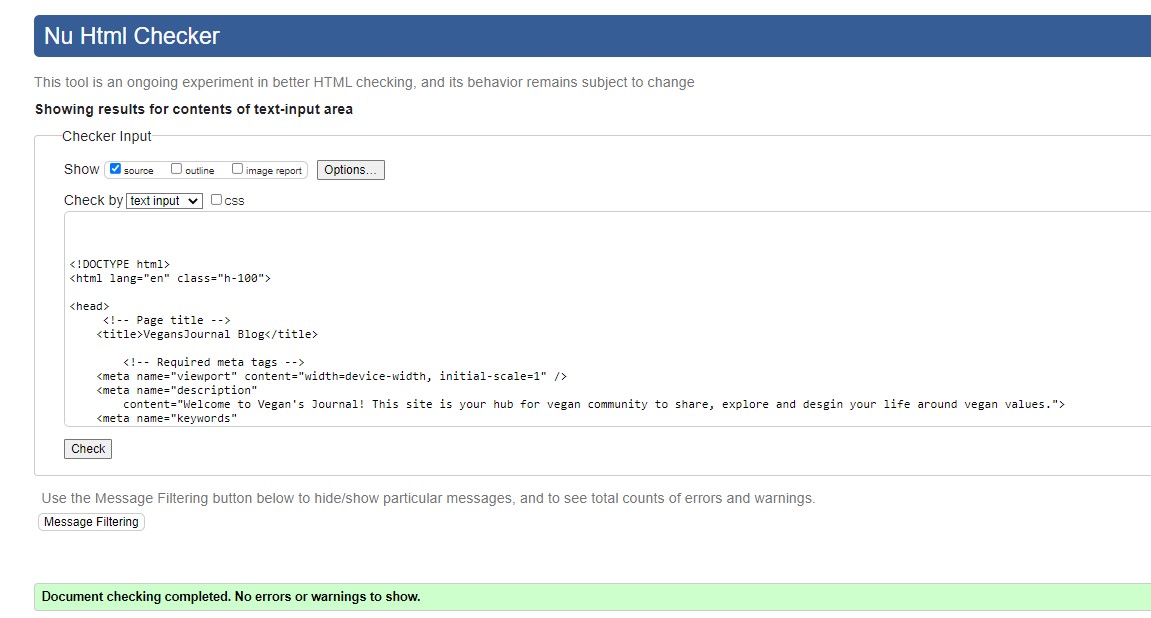 Nu Html Checker
This tool is an ongoing experiment in better HTML checking, and its behavior remains subject to change
Showing results for contents of text-input area
Checker Input
Show source outline image report Options...
Check by text input css
<!DOCTYPE html>
<html lang="en" class="h-100">
<head>
<!-- Page title -->
<title>VegansJournal Blog</title>
<!-- Required meta tags -->
<meta name="viewport" content="width=device-width, initial-scale=1" />
<meta name="description"
content="Welcome to Vegan's Journal! This site is your hub for vegan community to share, explore and desgin your life around vegan values.">
<meta name="keywords"
Check
Use the Message Filtering button below to hide/show particular messages, and to see total counts of errors and warnings.
Message Filtering
Document checking completed. No errors or warnings to show.